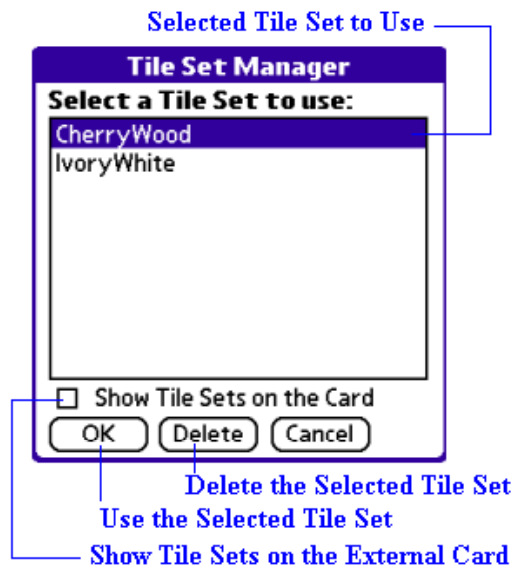 Selected Tile Set to Use
Tile Set Manager
Select a Tile Set to use:
CherryWood
IvoryWhite
Show Tile Sets on the Card
OK Delete Cancel
Delete the Selected Tile Set
Use the Selected Tile Set
Show Tile Sets on the External Card